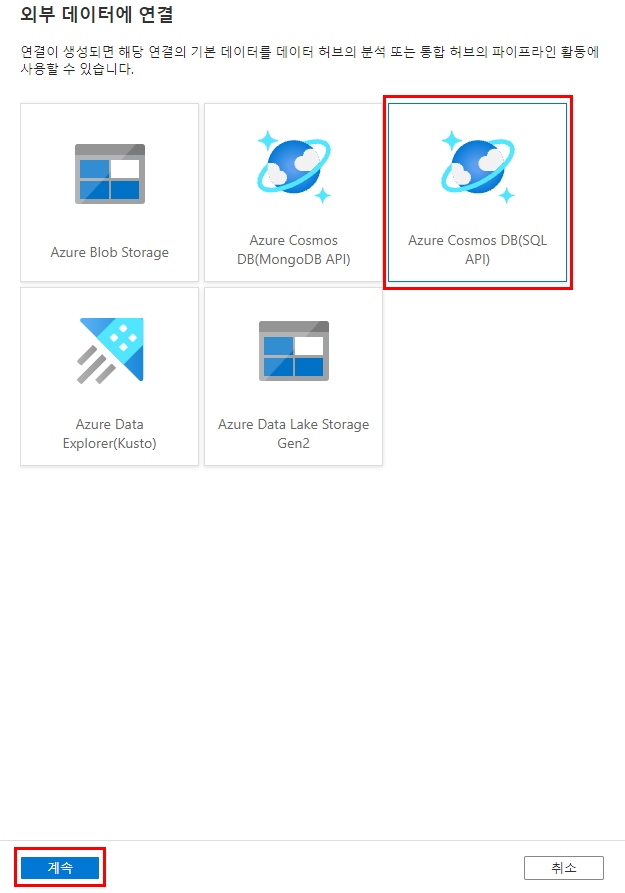 외부 데이터에 연결
연결이 생성되면 해당 연결의 기본 데이터를 데이터 허브의 분석 또는 통합 허브의 파이프라인 활동에
사용할 수 있습니다.
Azure Blob Storage
Azure Cosmos
DB(MongoDB API)
Azure Cosmos DB(SQL
API)
Azure Data
Explorer(Kusto)
Azure Data Lake Storage
Gen2
계속
취소